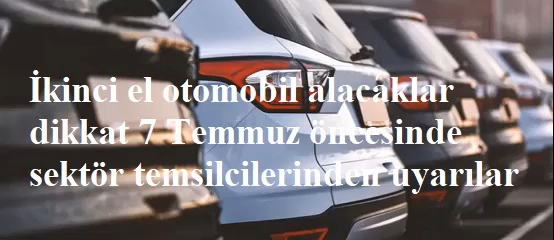 İkinci el otomobil alacaklar
dikkat 7 Temmuz öncesinde
sektör temsilcilerinden uyarılar